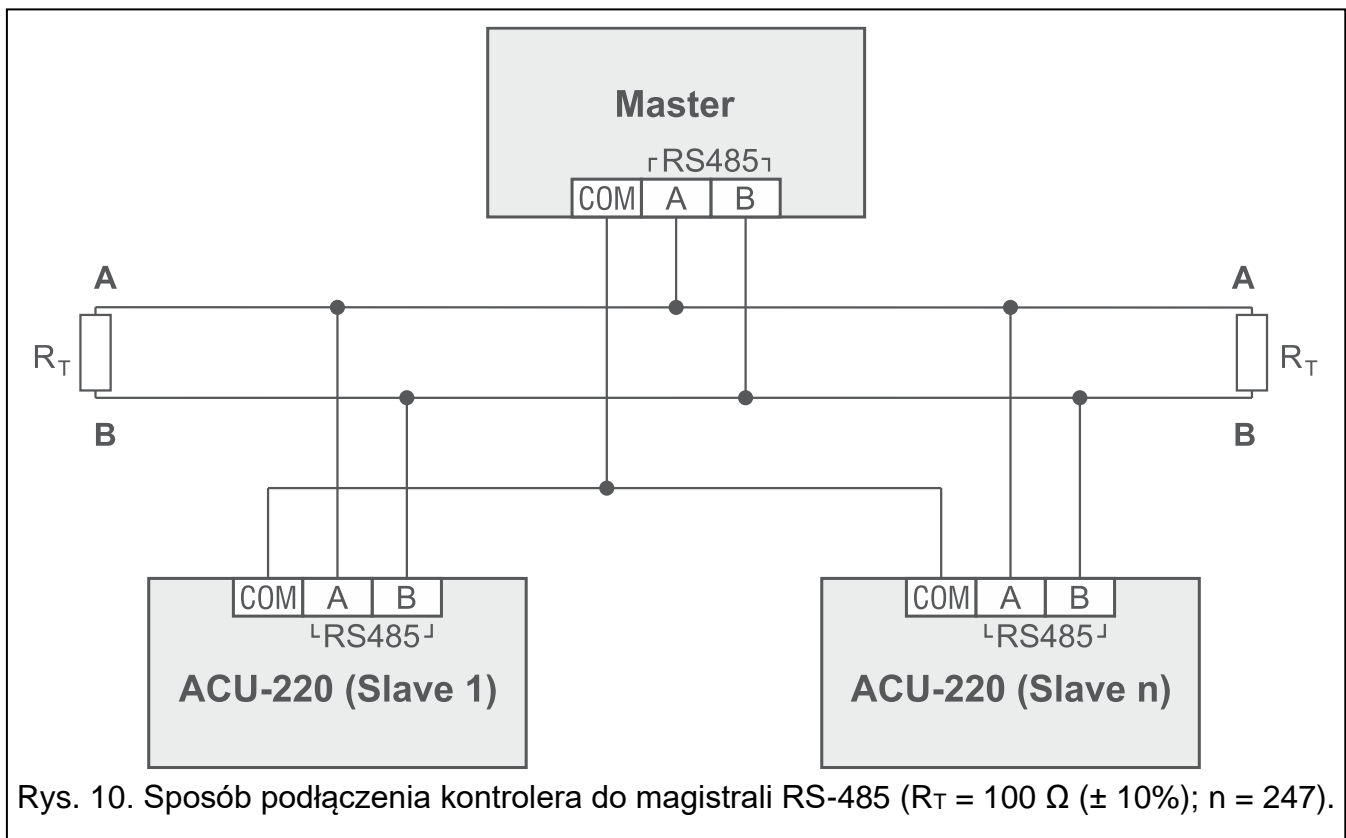 Master
RS485
COM A B
A A
R_T R_T
B B
COM A B COM A B
RS485 RS485
ACU-220 (Slave 1) ACU-220 (Slave n)
Rys. 10. Sposób podłączenia kontrolera do magistrali RS-485 (R_T = 100 Ω (± 10%); n = 247).